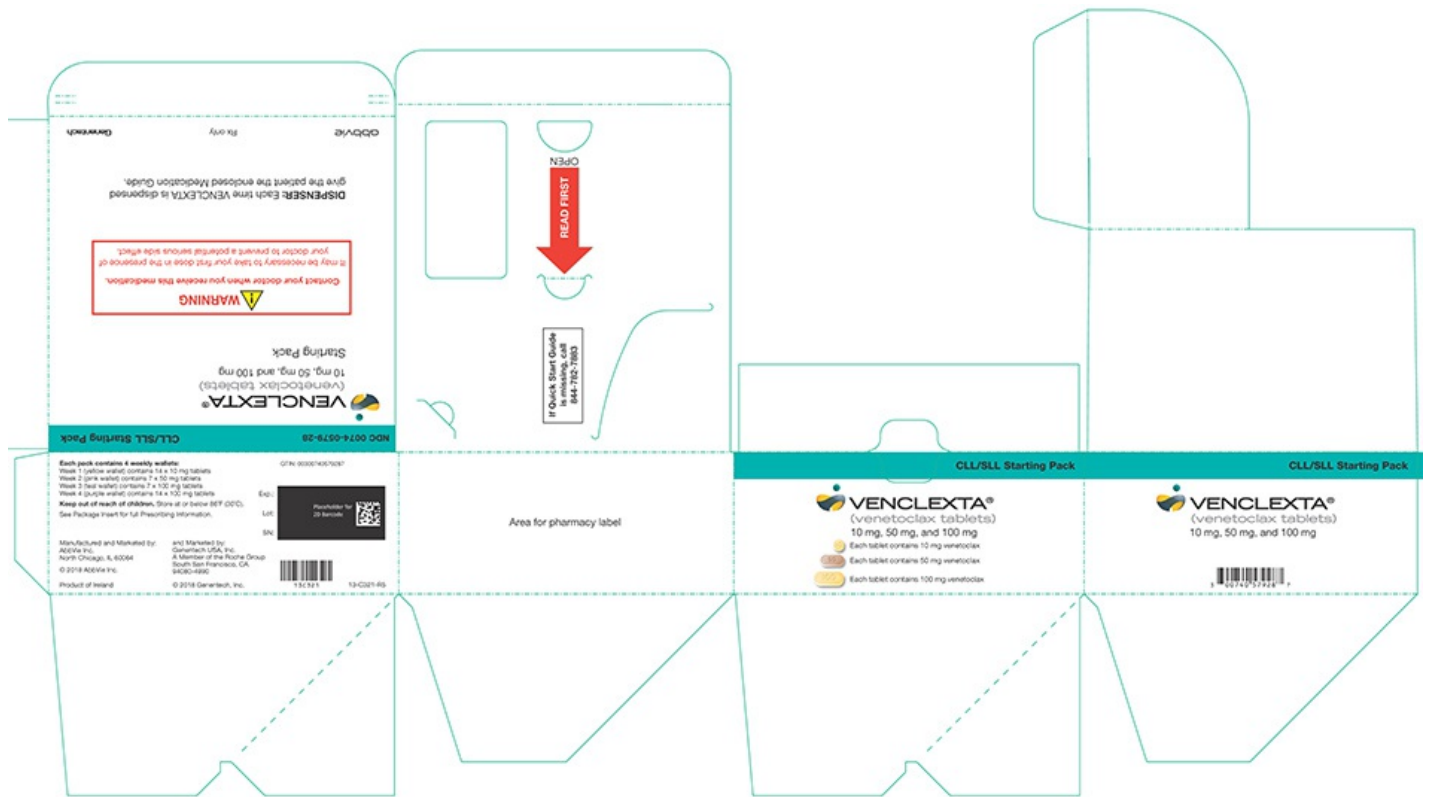 abbvie
Rx only
Genentech
DISPENSER: Each time VENCLEXTA is dispensed
give the patient the enclosed Medication Guide.
WARNING
Contact your doctor when you receive this medication.
It may be necessary to take your first dose in the presence of
your doctor to prevent a potential serious side effect.
VENCLEXTA®
(venetoclax tablets)
10 mg, 50 mg, and 100 mg
Starting Pack
NDC 0074-0579-28
CLL/SLL Starting Pack
Each pack contains 4 weekly wallets:
Week 1 (yellow wallet) contains 14 x 10 mg tablets
Week 2 (pink wallet) contains 7 x 50 mg tablets
Week 3 (teal wallet) contains 7 x 100 mg tablets
Week 4 (purple wallet) contains 14 x 100 mg tablets
Keep out of reach of children. Store at or below 86°F (30°C).
See Package Insert for full Prescribing Information.
Manufactured and Marketed by:
AbbVie Inc.
North Chicago, IL 60064
© 2018 AbbVie Inc.
Product of Ireland
and Marketed by:
Genentech USA, Inc.
A Member of the Roche Group
South San Francisco, CA
94080-4990
© 2018 Genentech, Inc.
GTIN:
Exp.:
Lot:
SN:
Placeholder for
2D Barcode
13C321
13-C321-R5
OPEN
READ FIRST
If Quick Start Guide
is missing, call
844-782-7883
Area for pharmacy label
CLL/SLL Starting Pack
VENCLEXTA®
(venetoclax tablets)
10 mg, 50 mg, and 100 mg
Each tablet contains 10 mg venetoclax
Each tablet contains 50 mg venetoclax
Each tablet contains 100 mg venetoclax
CLL/SLL Starting Pack
VENCLEXTA®
(venetoclax tablets)
10 mg, 50 mg, and 100 mg
3 00740 57928 7